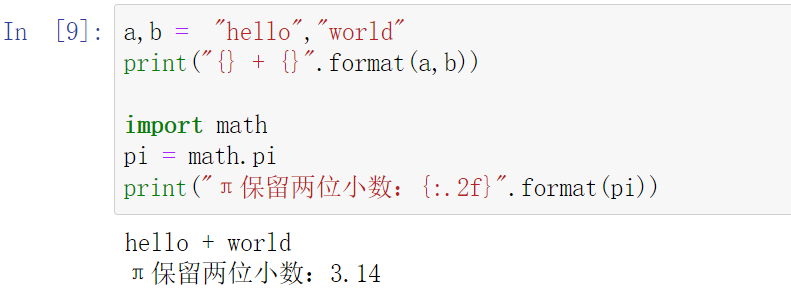 In [9]: a,b =  "hello","world"
print("{} + {}".format(a,b))
import math
pi = math.pi
print("π保留两位小数：{:.2f}".format(pi))
hello + world
π保留两位小数：3.14